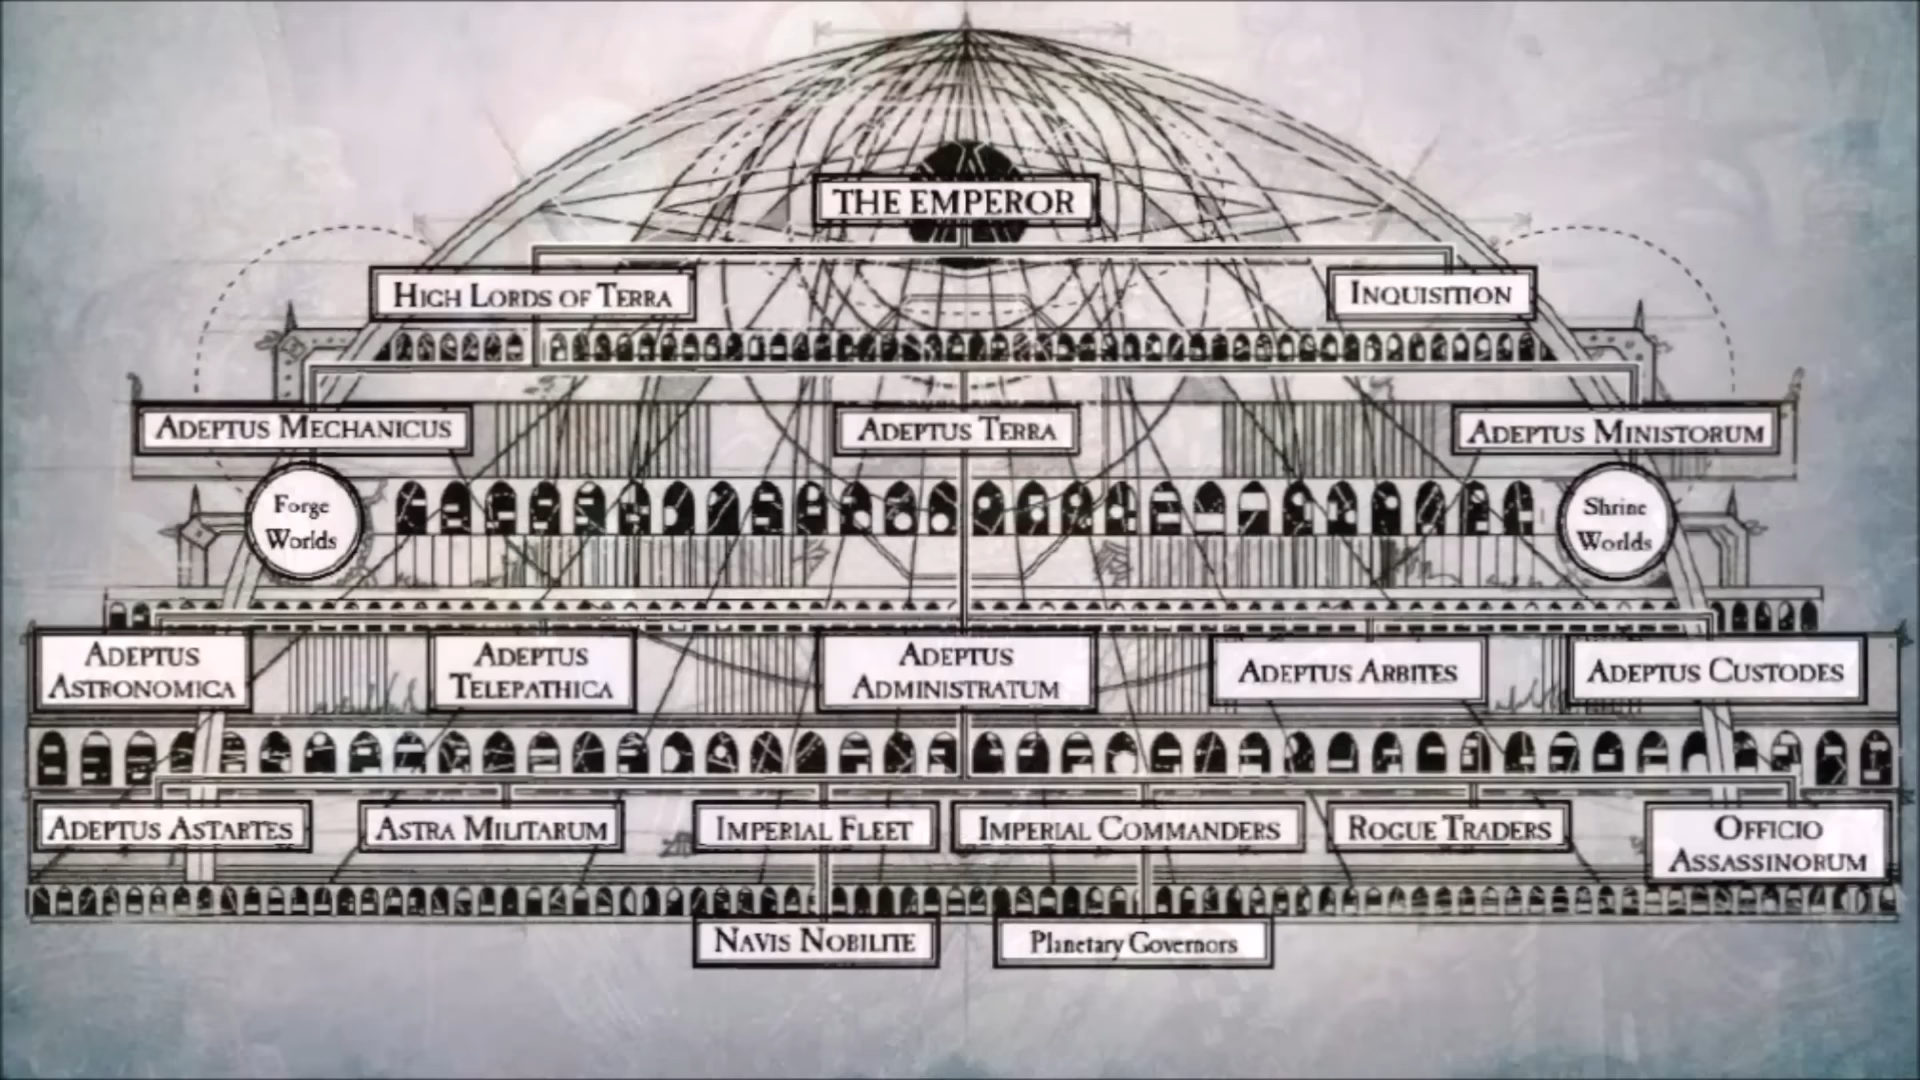 THE EMPEROR
HIGH LORDS OF TERRA
INQUISITION
ADEPTUS MECHANICUS
ADEPTUS TERRA
ADEPTUS MINISTORUM
Forge
Worlds
Shrine
Worlds
ADEPTUS
ASTRONOMICA
ADEPTUS
TELEPATHICA
ADEPTUS
ADMINISTRATUM
ADEPTUS ARBITES
ADEPTUS CUSTODES
ADEPTUS ASTARTES
ASTRA MILITARUM
IMPERIAL FLEET
IMPERIAL COMMANDERS
ROGUE TRADERS
OFFICIO
ASSASSINORUM
NAVIS NOBILITE
Planetary Governors